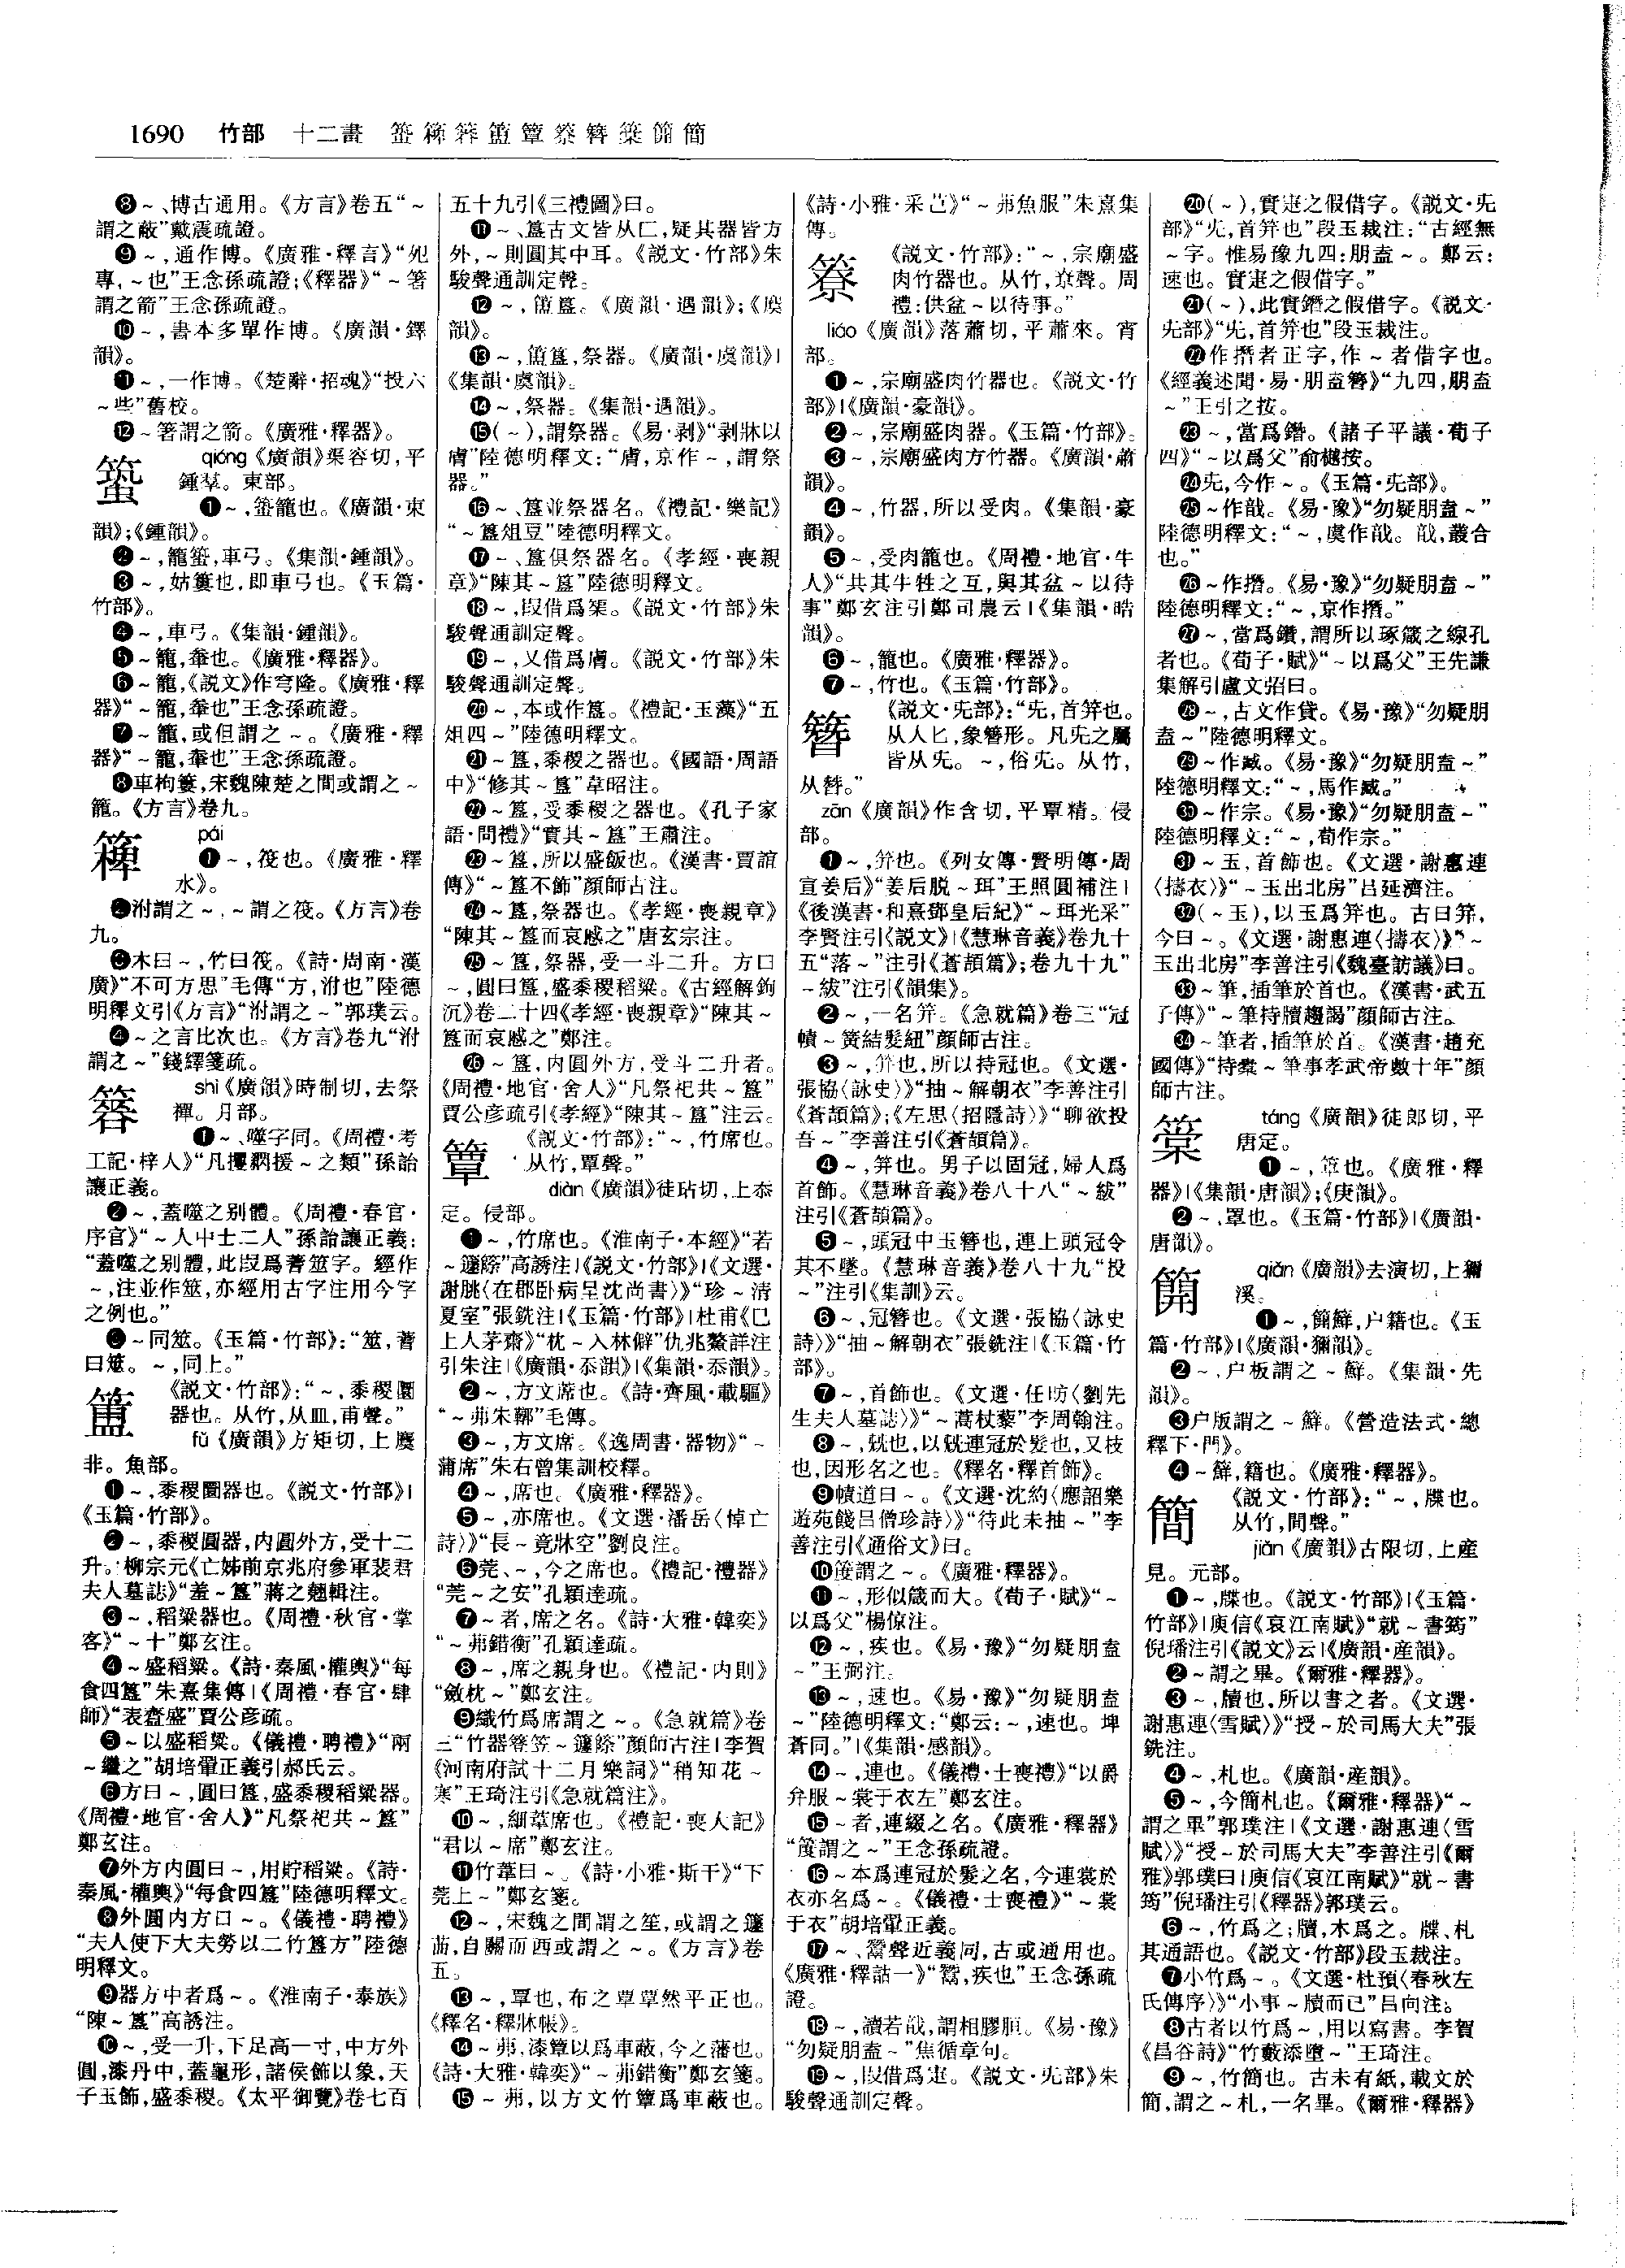 1690 竹部 十二畫 蛩 簰 簭 簠 簟 簝 簪 簜 簡
❽～、博古通用。《方言》卷五“～
謂之蔽”戴震疏證。
❾～,通作博。《廣雅·釋言》“夗
專,～也”王念孫疏證;《釋器》“～箸
謂之箭”王念孫疏證。
❿～,書本多單作博。《廣韻·鐸
韻》。
⓫～,一作博。《楚辭·招魂》“投六
～些”舊校。
⓬～箸謂之箭。《廣雅·釋器》。
qióng《廣韻》渠容切,平
鍾羣。東部。
❶～,蛩籠也。《廣韻·東
韻》;《鍾韻》。
❷～,籠蛩,車弓。《集韻·鍾韻》。
❸～,姑簍也,即車弓也。《玉篇·
竹部》。
❹～,車弓。《集韻·鍾韻》。
❺～籠,軬也。《廣雅·釋器》。
❻～籠,《説文》作穹隆。《廣雅·釋
器》“～籠,軬也”王念孫疏證。
❼～籠,或但謂之～。《廣雅·釋
器》“～籠,軬也”王念孫疏證。
❽車枸簍,宋魏陳楚之間或謂之～
籠。《方言》卷九。
簰
pái
❶～,筏也。《廣雅·釋
水》。
❷泭謂之～,～謂之筏。《方言》卷
九。
❸木曰～,竹曰筏。《詩·周南·漢
廣》“不可方思”毛傳“方,泭也”陸德
明釋文引《方言》“泭謂之～”郭璞云。
❹～之言比次也。《方言》卷九“泭
謂之～”錢繹箋疏。
簭
shì《廣韻》時制切,去祭
禪。月部。
❶～、噬字同。《周禮·考
工記·梓人》“凡攫閷援～之類”孫詒
讓正義。
❷～,蓋噬之别體。《周禮·春官·
序官》“～人中士二人”孫詒讓正義:
“蓋噬之别體,此叚爲蓍筮字。經作
～,注並作筮,亦經用古字注用今字
之例也。”
❸～同筮。《玉篇·竹部》:“筮,蓍
曰筮。～,同上。”
簠
《説文·竹部》:“～,黍稷圜
器也。从竹,从皿,甫聲。”
fǔ《廣韻》方矩切,上麌
非。魚部。
❶～,黍稷圜器也。《説文·竹部》|
《玉篇·竹部》。
❷～,黍稷圓器,内圓外方,受十二
升。柳宗元《亡姊前京兆府參軍裴君
夫人墓誌》“羞～簋”蔣之翹輯注。
❸～,稻粱器也。《周禮·秋官·掌
客》“～十”鄭玄注。
❹～盛稻粱。《詩·秦風·權輿》“每
食四簋”朱熹集傳|《周禮·春官·肆
師》“表齍盛”賈公彦疏。
❺～以盛稻粱。《儀禮·聘禮》“兩
～繼之”胡培翬正義引郝氏云。
❻方曰～,圓曰簋,盛黍稷稻粱器。
《周禮·地官·舍人》“凡祭祀共～簋”
鄭玄注。
❼外方内圓曰～,用貯稻粱。《詩·
秦風·權輿》“每食四簋”陸德明釋文。
❽外圓内方曰～。《儀禮·聘禮》
“夫人使下大夫勞以二竹簋方”陸德
明釋文。
❾器方中者爲～。《淮南子·泰族》
“陳～簋”高誘注。
❿～,受一升,下足高一寸,中方外
圓,漆丹中,蓋龜形,諸侯飾以象,天
子玉飾,盛黍稷。《太平御覽》卷七百
五十九引《三禮圖》曰。
⓫～、簋古文皆从匚,疑其器皆方
外,～則圓其中耳。《説文·竹部》朱
駿聲通訓定聲。
⓬～,簠簋。《廣韻·遇韻》;《麌
韻》。
⓭～,簠簋,祭器。《廣韻·虞韻》|
《集韻·虞韻》。
⓮～,祭器。《集韻·遇韻》。
⓯(～),謂祭器。《易·剥》“剥牀以
膚”陸德明釋文:“膚,京作～,謂祭
器。”
⓰～、簋並祭器名。《禮記·樂記》
“～簋俎豆”陸德明釋文。
⓱～、簋俱祭器名。《孝經·喪親
章》“陳其～簋”陸德明釋文。
⓲～,叚借爲榘。《説文·竹部》朱
駿聲通訓定聲。
⓳～,又借爲膚。《説文·竹部》朱
駿聲通訓定聲。
⓴～,本或作簋。《禮記·玉藻》“五
俎四～”陸德明釋文。
㉑～簋,黍稷之器也。《國語·周語
中》“修其～簋”韋昭注。
㉒～簋,受黍稷之器也。《孔子家
語·問禮》“實其～簋”王肅注。
㉓～簋,所以盛飯也。《漢書·賈誼
傳》“～簋不飾”顏師古注。
㉔～簋,祭器也。《孝經·喪親章》
“陳其～簋而哀慼之”唐玄宗注。
㉕～簋,祭器,受一斗二升。方曰
～,圓曰簋,盛黍稷稻粱。《古經解鉤
沉》卷二十四《孝經·喪親章》“陳其～
簋而哀慼之”鄭注。
㉖～簋,内圓外方,受斗二升者。
《周禮·地官·舍人》“凡祭祀共～簋”
賈公彦疏引《孝經》“陳其～簋”注云。
簟
《説文·竹部》:“～,竹席也。
从竹,覃聲。”
diàn《廣韻》徒玷切,上忝
定。侵部。
❶～,竹席也。《淮南子·本經》“若
～籧篨”高誘注|《説文·竹部》|《文選·
謝朓〈在郡卧病呈沈尚書〉》“珍～清
夏室”張銑注|《玉篇·竹部》|杜甫《巳
上人茅齋》“枕～入林僻”仇兆鰲詳注
引朱注|《廣韻·忝韻》|《集韻·忝韻》。
❷～,方文席也。《詩·齊風·載驅》
“～茀朱鞹”毛傳。
❸～,方文席。《逸周書·器物》“～
蒲席”朱右曾集訓校釋。
❹～,席也。《廣雅·釋器》。
❺～,亦席也。《文選·潘岳〈悼亡
詩〉》“長～竟牀空”劉良注。
❻莞、～,今之席也。《禮記·禮器》
“莞～之安”孔穎達疏。
❼～者,席之名。《詩·大雅·韓奕》
“～茀錯衡”孔穎達疏。
❽～,席之親身也。《禮記·内則》
“斂枕～”鄭玄注。
❾織竹爲席謂之～。《急就篇》卷
三“竹器簦笠～籧篨”顏師古注|李賀
《河南府試十二月樂詞》“稍知花～
寒”王琦注引《急就篇注》。
❿～,細葦席也。《禮記·喪大記》
“君以～席”鄭玄注。
⓫竹葦曰～。《詩·小雅·斯干》“下
莞上～”鄭玄箋。
⓬～,宋魏之間謂之笙,或謂之籧
𥬎,自關而西或謂之～。《方言》卷
五。
⓭～,覃也,布之覃覃然平正也。
《釋名·釋牀帳》。
⓮～茀,漆簟以爲車蔽,今之藩也。
《詩·大雅·韓奕》“～茀錯衡”鄭玄箋。
⓯～茀,以方文竹簟爲車蔽也。
《詩·小雅·采芑》“～茀魚服”朱熹集
傳。
簝
《説文·竹部》:“～,宗廟盛
肉竹器也。从竹,尞聲。周
禮:供盆～以待事。”
liáo《廣韻》落蕭切,平蕭來。宵
部。
❶～,宗廟盛肉竹器也。《説文·竹
部》|《廣韻·豪韻》。
❷～,宗廟盛肉器。《玉篇·竹部》。
❸～,宗廟盛肉方竹器。《廣韻·蕭
韻》。
❹～,竹器,所以受肉。《集韻·豪
韻》。
❺～,受肉籠也。《周禮·地官·牛
人》“共其牛牲之互,與其盆～以待
事”鄭玄注引鄭司農云|《集韻·晧
韻》。
❻～,籠也。《廣雅·釋器》。
❼～,竹也。《玉篇·竹部》。
簪
《説文·兂部》:“兂,首笄也。
从人匕,象簪形。凡兂之屬
皆从兂。～,俗兂。从竹,
从朁。”
zān《廣韻》作含切,平覃精。侵
部。
❶～,笄也。《列女傳·賢明傳·周
宣姜后》“姜后脱～珥’王照圓補注|
《後漢書·和熹鄧皇后紀》“～珥光采”
李賢注引《説文》|《慧琳音義》卷九十
五“落～”注引《蒼頡篇》;卷九十九”
～紱”注引《韻集》。
❷～,一名笄。《急就篇》卷三“冠
幘～簧結髮紐”顏師古注。
❸～,笄也,所以持冠也。《文選·
張協〈詠史〉》“抽～解朝衣”李善注引
《蒼頡篇》;《左思〈招隱詩〉》“聊欲投
吾～”李善注引《蒼頡篇》。
❹～,笄也。男子以固冠,婦人爲
首飾。《慧琳音義》卷八十八“～紱”
注引《蒼頡篇》。
❺～,頭冠中玉簪也,連上頭冠令
其不墜。《慧琳音義》卷八十九“投
～”注引《集訓》云。
❻～,冠簪也。《文選·張協〈詠史
詩〉》“抽～解朝衣”張銑注|《玉篇·竹
部》。
❼～,首飾也。《文選·任昉〈劉先
生夫人墓誌〉》“～蒿杖藜”李周翰注。
❽～,兓也,以兓連冠於髮也,又枝
也,因形名之也。《釋名·釋首飾》。
❾幘道曰～。《文選·沈約〈應詔樂
遊苑餞吕僧珍詩〉》“待此未抽～”李
善注引《通俗文》曰。
❿䈂謂之～。《廣雅·釋器》。
⓫～,形似箴而大。《荀子·賦》“～
以爲父”楊倞注。
⓬～,疾也。《易·豫》“勿疑朋盍
～”王弼注。
⓭～,速也。《易·豫》“勿疑朋盍
～”陸德明釋文:“鄭云:～,速也。埤
蒼同。”|《集韻·感韻》。
⓮～,連也。《儀禮·士喪禮》“以爵
弁服～裳于衣左”鄭玄注。
⓯～者,連綴之名。《廣雅·釋器》
“䈂謂之～”王念孫疏證。
⓰～本爲連冠於髮之名,今連裳於
衣亦名爲～。《儀禮·士喪禮》“～裳
于衣”胡培翬正義。
⓱～、鬵聲近義同,古或通用也。
《廣雅·釋詁一》“鬵,疾也”王念孫疏
證。
⓲～,讀若戠,謂相膠脜。《易·豫》
“勿疑朋盍～”焦循章句。
⓳～,叚借爲寁。《説文·兂部》朱
駿聲通訓定聲。
⓴(～),實寁之假借字。《説文·兂
部》“兂,首笄也”段玉裁注:“古經無
～字。惟易豫九四:朋盍～。鄭云:
速也。實寁之假借字。”
㉑(～),此實鐕之假借字。《説文·
兂部》“兂,首笄也”段玉裁注。
㉒作撍者正字,作～者借字也。
《經義述聞·易·朋盍簪》“九四,朋盍
～”王引之按。
㉓～,當爲鐕。《諸子平議·荀子
四》“～以爲父”俞樾按。
㉔兂,今作～。《玉篇·兂部》。
㉕～作戠。《易·豫》“勿疑朋盍～”
陸德明釋文:“～,虞作戠。戠,叢合
也。”
㉖～作撍。《易·豫》“勿疑朋盍～”
陸德明釋文:“～,京作撍。”
㉗～,當爲鑽,謂所以琢箴之線孔
者也。《荀子·賦》“～以爲父”王先謙
集解引盧文弨曰。
㉘～,古文作貸。《易·豫》“勿疑朋
盍～”陸德明釋文。
㉙～作臧。《易·豫》“勿疑朋盍～”
陸德明釋文:“～,馬作臧。”
㉚～作宗。《易·豫》“勿疑朋盍～”
陸德明釋文:“～,荀作宗。”
㉛～玉,首飾也。《文選·謝惠連
〈擣衣〉》“～玉出北房”吕延濟注。
㉜(～玉),以玉爲笄也。古曰笄,
今曰～。《文選·謝惠連〈擣衣〉》“～
玉出北房”李善注引《魏臺訪議》曰。
㉝～筆,插筆於首也。《漢書·武五
子傳》“～筆持牘趨謁”顏師古注。
㉞～筆者,插筆於首。《漢書·趙充
國傳》“持橐～筆事孝武帝數十年”顏
師古注。
táng《廣韻》徒郎切,平
唐定。
❶～,筤也。《廣雅·釋
器》|《集韻·唐韻》;《庚韻》。
❷～,罩也。《玉篇·竹部》|《廣韻·
唐韻》。
qiǎn《廣韻》去演切,上獮
溪。
❶～,䉦䉳,户籍也。《玉
篇·竹部》|《廣韻·獮韻》。
❷～,户板謂之～䉳。《集韻·先
韻》。
❸户版謂之～䉳。《營造法式·總
釋下·門》。
❹～䉳,籍也。《廣雅·釋器》。
簡
《説文·竹部》:“～,牒也。
从竹,閒聲。”
jiǎn《廣韻》古限切,上産
見。元部。
❶～,牒也。《説文·竹部》|《玉篇·
竹部》|庾信《哀江南賦》“就～書筠”
倪璠注引《説文》云|《廣韻·産韻》。
❷～謂之畢。《爾雅·釋器》。
❸～,牘也,所以書之者。《文選·
謝惠連〈雪賦〉》“授～於司馬大夫”張
銑注。
❹～,札也。《廣韻·産韻》。
❺～,今簡札也。《爾雅·釋器》“～
謂之畢”郭璞注|《文選·謝惠連〈雪
賦〉》“授～於司馬大夫”李善注引《爾
雅》郭璞曰|庾信《哀江南賦》“就～書
筠”倪璠注引《釋器》郭璞云。
❻～,竹爲之;牘,木爲之。牒、札
其通語也。《説文·竹部》段玉裁注。
❼小竹爲～。《文選·杜預〈春秋左
氏傳序〉》“小事～牘而已”吕向注。
❽古者以竹爲～,用以寫書。李賀
《昌谷詩》“竹藪添墮～”王琦注。
❾～,竹簡也。古未有紙,載文於
簡,謂之～札,一名畢。《爾雅·釋器》